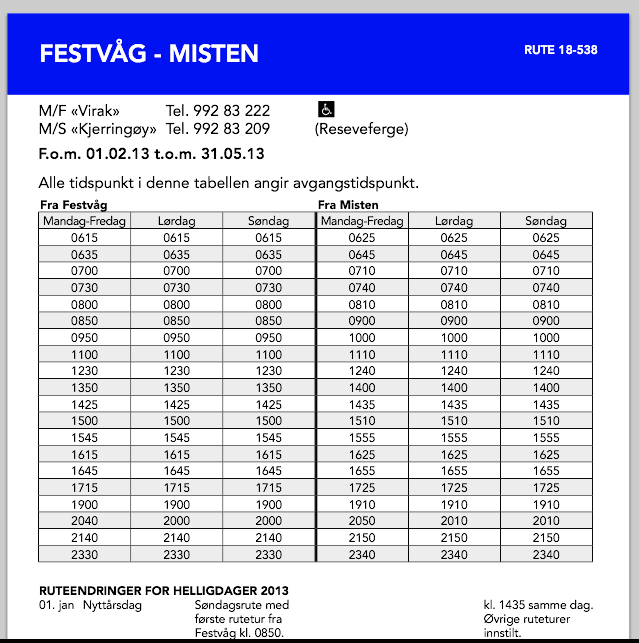 FESTVÅG - MISTEN RUTE 18-538
M/F «Virak» Tel. 992 83 222
M/S «Kjerringøy» Tel. 992 83 209 (Reseveferge)
F.o.m. 01.02.13 t.o.m. 31.05.13
Alle tidspunkt i denne tabellen angir avgangstidspunkt.
Fra Festvåg Fra Misten
Mandag-Fredag Lørdag Søndag Mandag-Fredag Lørdag Søndag
0615 0615 0615 0625 0625 0625
0635 0635 0635 0645 0645 0645
0700 0700 0700 0710 0710 0710
0730 0730 0730 0740 0740 0740
0800 0800 0800 0810 0810 0810
0850 0850 0850 0900 0900 0900
0950 0950 0950 1000 1000 1000
1100 1100 1100 1110 1110 1110
1230 1230 1230 1240 1240 1240
1350 1350 1350 1400 1400 1400
1425 1425 1425 1435 1435 1435
1500 1500 1500 1510 1510 1510
1545 1545 1545 1555 1555 1555
1615 1615 1615 1625 1625 1625
1645 1645 1645 1655 1655 1655
1715 1715 1715 1725 1725 1725
1900 1900 1900 1910 1910 1910
2040 2000 2000 2050 2010 2010
2140 2140 2140 2150 2150 2150
2330 2330 2330 2340 2340 2340
RUTEENDRINGER FOR HELLIGDAGER 2013
01. jan Nyttårsdag Søndagsrute med kl. 1435 samme dag.
første rutetur fra Øvrige ruteturer
Festvåg kl. 0850. innstilt.